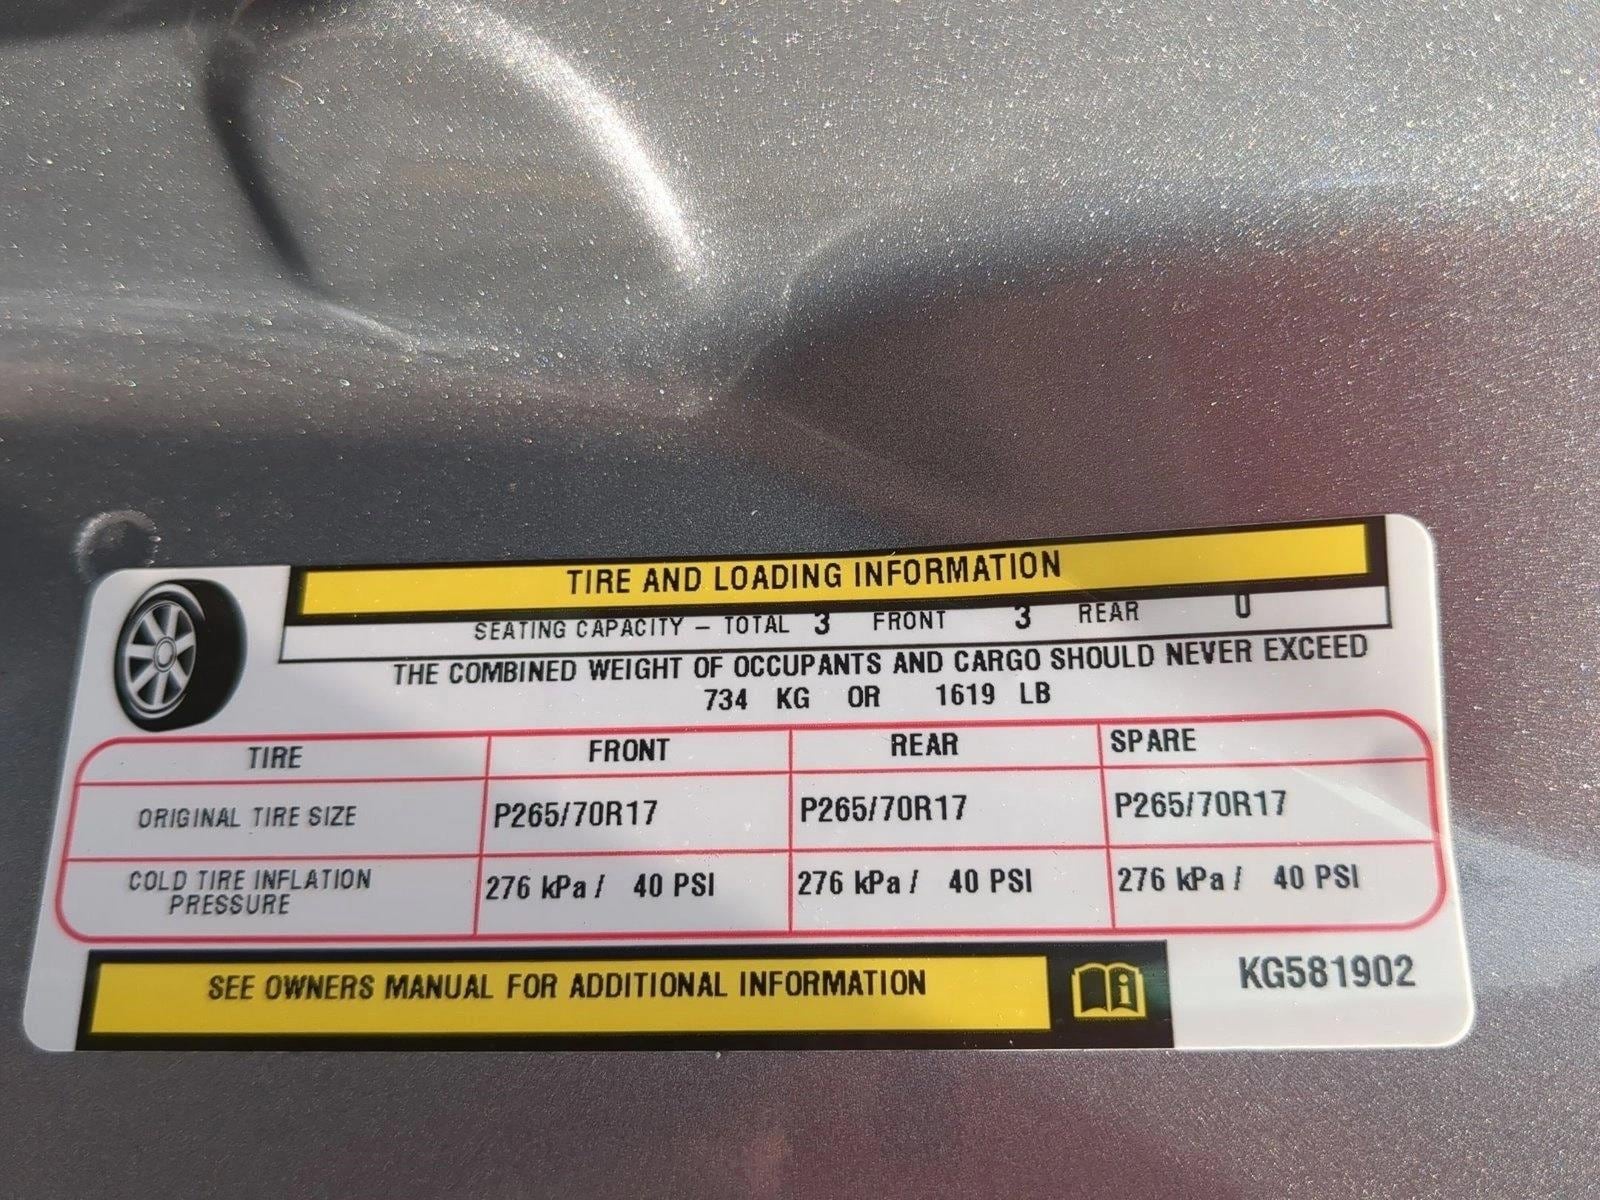 TIRE AND LOADING INFORMATION
SEATING CAPACITY – TOTAL 3 FRONT 3 REAR 0
THE COMBINED WEIGHT OF OCCUPANTS AND CARGO SHOULD NEVER EXCEED
734 KG OR 1619 LB
TIRE FRONT REAR SPARE
ORIGINAL TIRE SIZE P265/70R17 P265/70R17 P265/70R17
COLD TIRE INFLATION PRESSURE 276 kPa / 40 PSI 276 kPa / 40 PSI 276 kPa / 40 PSI
SEE OWNERS MANUAL FOR ADDITIONAL INFORMATION
KG581902